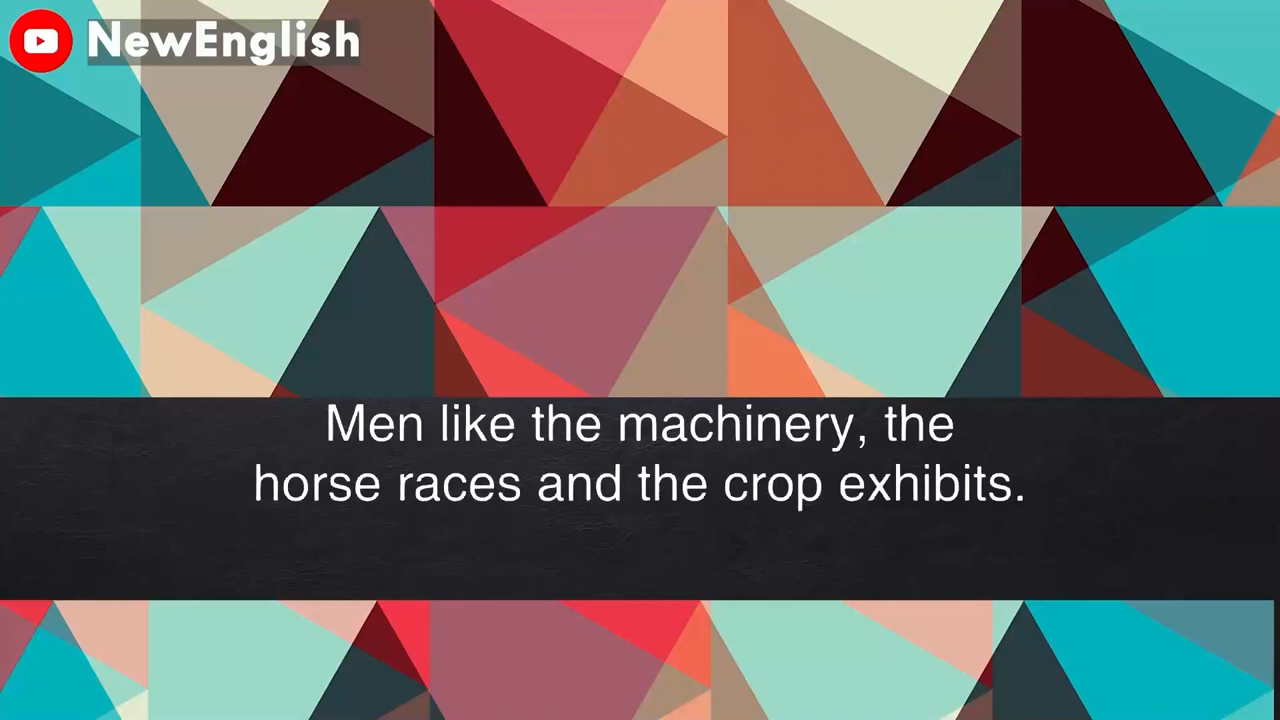 NewEnglish
Men like the machinery, the
horse races and the crop exhibits.